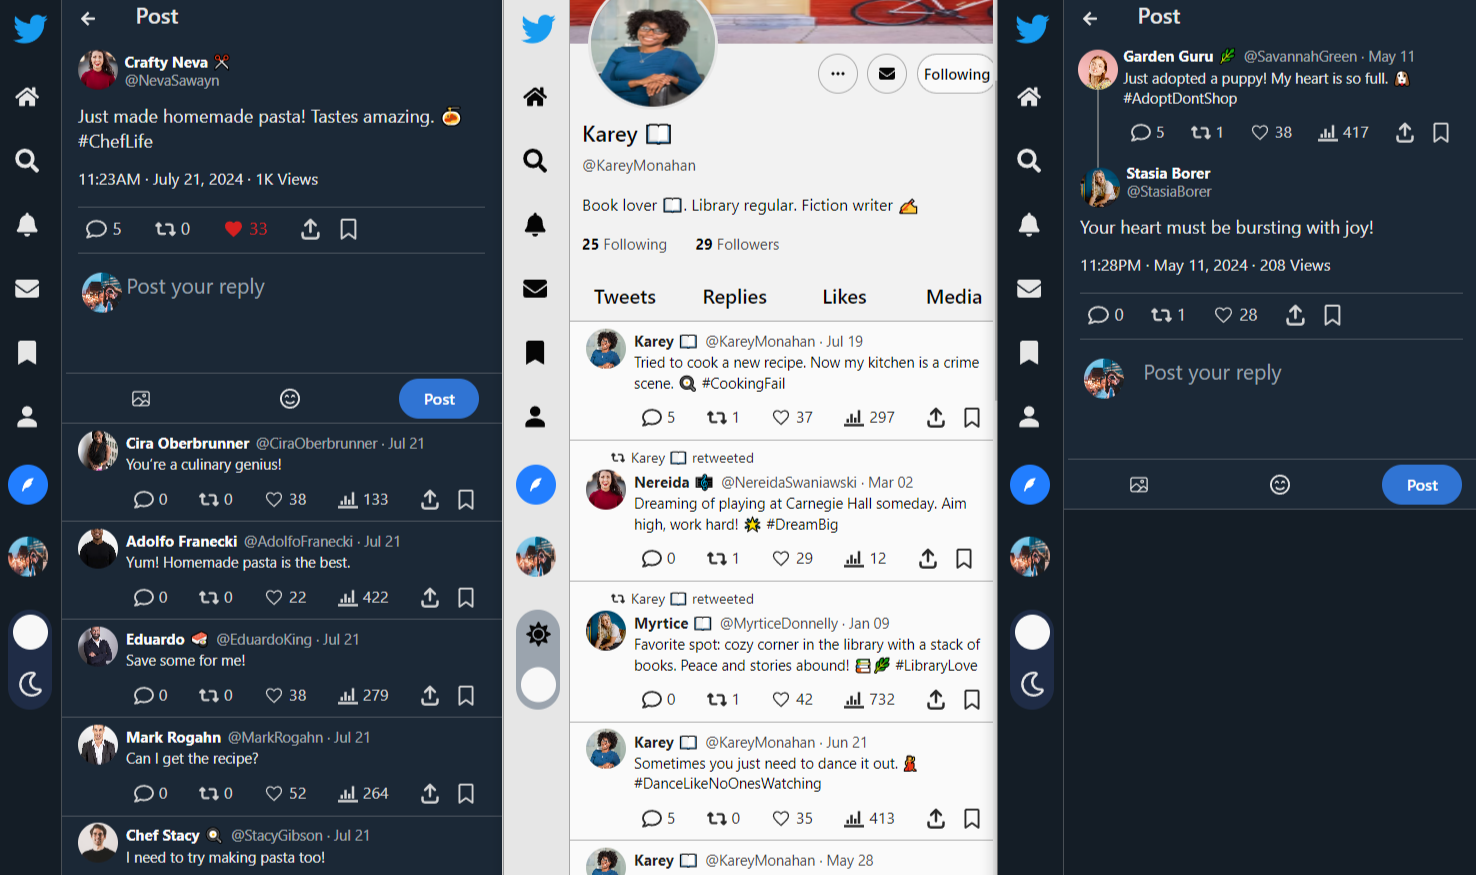 Post
Crafty Neva
@NevaSawayn
Just made homemade pasta! Tastes amazing.
#ChefLife
11:23AM · July 21, 2024 · 1K Views
5 0 33
Post your reply
Post
Cira Oberbrunner @CiraOberbrunner · Jul 21
You're a culinary genius!
0 0 38 133
Adolfo Franecki @AdolfoFranecki · Jul 21
Yum! Homemade pasta is the best.
0 0 22 422
Eduardo @EduardoKing · Jul 21
Save some for me!
0 0 38 279
Mark Rogahn @MarkRogahn · Jul 21
Can I get the recipe?
0 0 52 264
Chef Stacy @StacyGibson · Jul 21
I need to try making pasta too!
Following
Karey
@KareyMonahan
Book lover. Library regular. Fiction writer
25 Following 29 Followers
Tweets Replies Likes Media
Karey @KareyMonahan · Jul 19
Tried to cook a new recipe. Now my kitchen is a crime
scene. #CookingFail
5 1 37 297
Karey retweeted
Nereida @NereidaSwaniawski · Mar 02
Dreaming of playing at Carnegie Hall someday. Aim
high, work hard! #DreamBig
0 1 29 12
Karey retweeted
Myrtice @MyrticeDonnelly · Jan 09
Favorite spot: cozy corner in the library with a stack of
books. Peace and stories abound! #LibraryLove
0 1 42 732
Karey @KareyMonahan · Jun 21
Sometimes you just need to dance it out.
#DanceLikeNoOnesWatching
5 0 35 413
Karey @KareyMonahan · May 28
Post
Garden Guru @SavannahGreen · May 11
Just adopted a puppy! My heart is so full.
#AdoptDontShop
5 1 38 417
Stasia Borer
@StasiaBorer
Your heart must be bursting with joy!
11:28PM · May 11, 2024 · 208 Views
0 1 28
Post your reply
Post